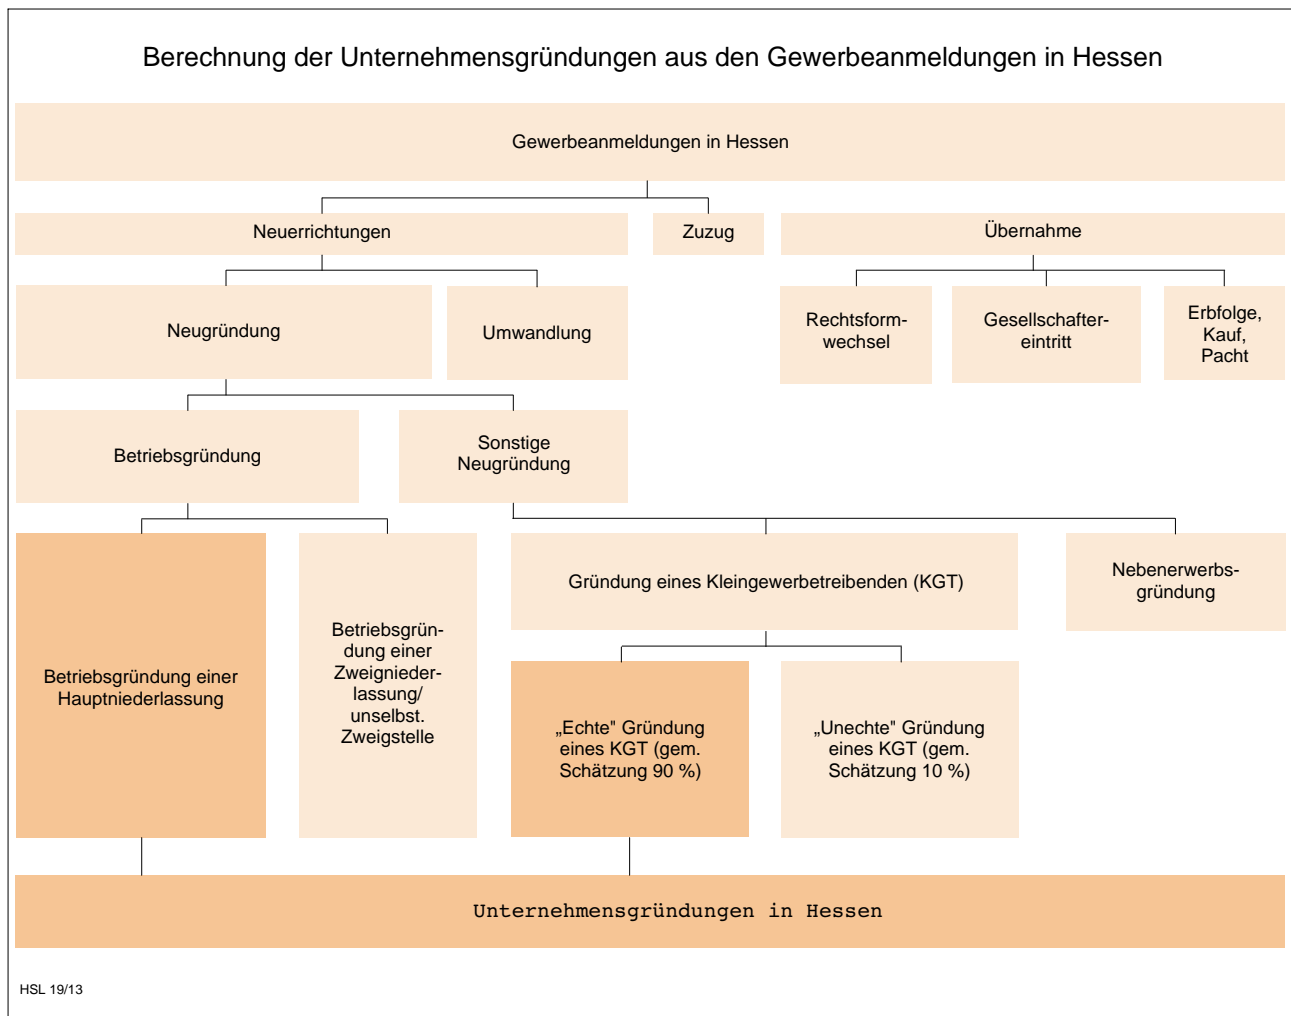 Berechnung der Unternehmensgründungen aus den Gewerbeanmeldungen in Hessen
Gewerbeanmeldungen in Hessen
Neuerrichtungen
Zuzug
Übernahme
Neugründung
Umwandlung
Rechtsform-
wechsel
Gesellschafter-
eintritt
Erbfolge,
Kauf,
Pacht
Betriebsgründung
Sonstige
Neugründung
Betriebsgründung einer
Hauptniederlassung
Betriebsgrün-
dung einer
Zweignieder-
lassung/
unselbst.
Zweigstelle
Gründung eines Kleingewerbetreibenden (KGT)
Nebenerwerbs-
gründung
„Echte" Gründung
eines KGT (gem.
Schätzung 90 %)
„Unechte" Gründung
eines KGT (gem.
Schätzung 10 %)
Unternehmensgründungen in Hessen
HSL 19/13